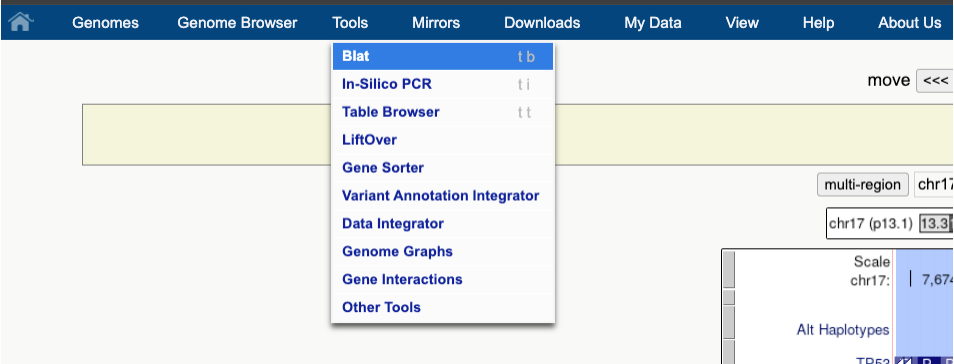 Genomes Genome Browser Tools Mirrors Downloads My Data View Help About Us
Blat t b
In-Silico PCR t i
Table Browser t t
LiftOver
Gene Sorter
Variant Annotation Integrator
Data Integrator
Genome Graphs
Gene Interactions
Other Tools
move <<<
multi-region chr17
chr17 (p13.1) 13.3
Scale
chr17: 7,674
Alt Haplotypes
TP53